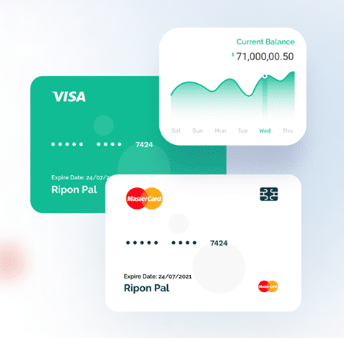 Current Balance
$71,000,00.50
Sat Sun Mon Tue Wed Thu
VISA
7424
Expire Date: 24/07/2021
Ripon Pal
MasterCard
7424
Expire Date: 24/07/2021
Ripon Pal
MasterCard